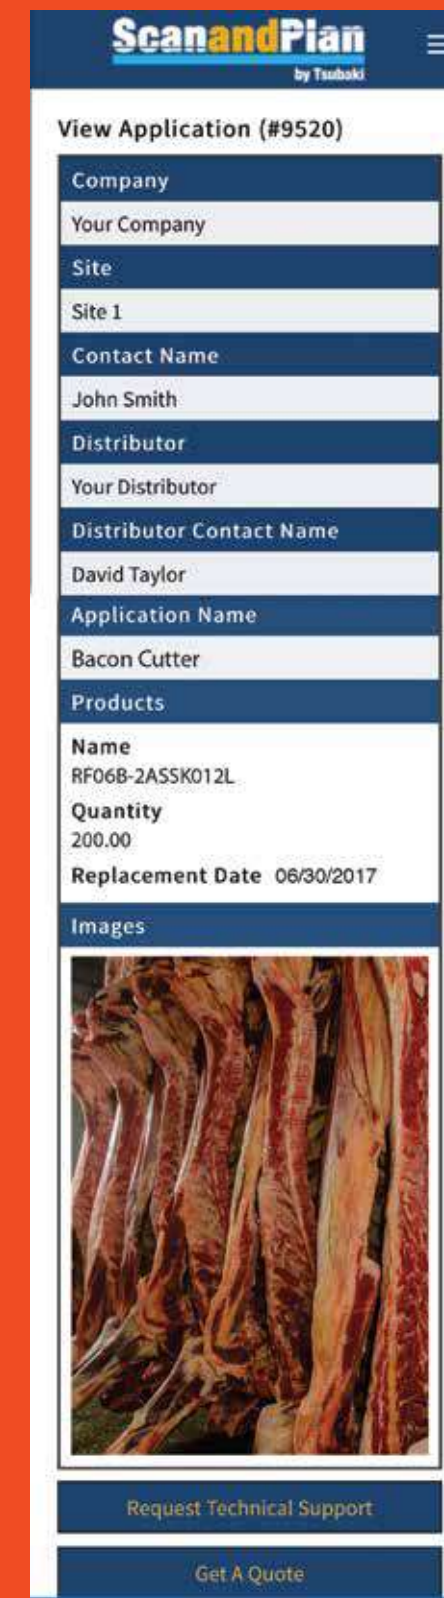 ScanandPlan
by Tsubaki
View Application (#9520)
Company
Your Company
Site
Site 1
Contact Name
John Smith
Distributor
Your Distributor
Distributor Contact Name
David Taylor
Application Name
Bacon Cutter
Products
Name
RF06B-2ASSK012L
Quantity
200.00
Replacement Date 06/30/2017
Images
Request Technical Support
Get A Quote